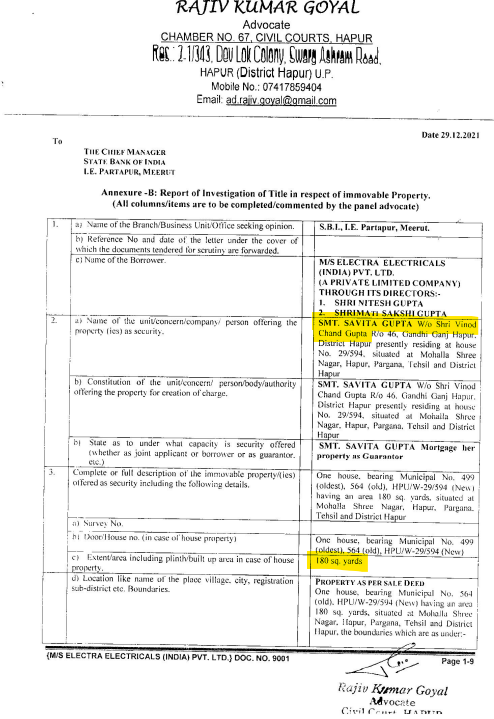 RAJIV KUMAR GOYAL
Advocate
CHAMBER NO. 67, CIVIL COURTS, HAPUR
Res.: 2-1/343, Dev Lok Colony, Swarg Ashram Road,
HAPUR (District Hapur) U.P.
Mobile No.: 07417859404
Email: ad.rajiv.goyal@gmail.com
Date 29.12.2021
To
THE CHIEF MANAGER
STATE BANK OF INDIA
I.E. PARTAPUR, MEERUT
Annexure -B: Report of Investigation of Title in respect of immovable Property.
(All columns/items are to be completed/commented by the panel advocate)
1. a) Name of the Branch/Business Unit/Office seeking opinion.
S.B.I., I.E. Partapur, Meerut.
b) Reference No and date of the letter under the cover of
which the documents tendered for scrutiny are forwarded.
c) Name of the Borrower.
M/S ELECTRA ELECTRICALS
(INDIA) PVT. LTD.
(A PRIVATE LIMITED COMPANY)
THROUGH ITS DIRECTORS:-
1. SHRI NITESH GUPTA
2. SHRIMATI SAKSHI GUPTA
2. a) Name of the unit/concern/company/ person offering the
property (ies) as security.
SMT. SAVITA GUPTA W/o Shri Vinod
Chand Gupta R/o 46, Gandhi Ganj Hapur,
District Hapur presently residing at house
No. 29/594, situated at Mohalla Shree
Nagar, Hapur, Pargana, Tehsil and District
Hapur
b) Constitution of the unit/concern/ person/body/authority
offering the property for creation of charge.
SMT. SAVITA GUPTA W/o Shri Vinod
Chand Gupta R/o 46, Gandhi Ganj Hapur,
District Hapur presently residing at house
No. 29/594, situated at Mohalla Shree
Nagar, Hapur, Pargana, Tehsil and District
Hapur
b) State as to under what capacity is security offered
(whether as joint applicant or borrower or as guarantor,
etc.)
SMT. SAVITA GUPTA Mortgage her
property as Guarantor
3. Complete or full description of the immovable property/(ies)
offered as security including the following details.
One house, bearing Municipal No. 499
(oldest), 564 (old), HPU/W-29/594 (New)
having an area 180 sq. yards, situated at
Mohalla Shree Nagar, Hapur, Pargana,
Tehsil and District Hapur
a) Survey No.
b) Door/House no. (in case of house property)
One house, bearing Municipal No. 499
(oldest), 564 (old), HPU/W-29/594 (New)
c) Extent/area including plinth/built up area in case of house
property.
180 sq. yards
d) Location like name of the place village, city, registration
sub-district etc. Boundaries.
PROPERTY AS PER SALE DEED
One house, bearing Municipal No. 564
(old), HPU/W-29/594 (New) having an area
180 sq. yards, situated at Mohalla Shree
Nagar, Hapur, Pargana, Tehsil and District
Hapur, the boundaries which are as under:-
{M/S ELECTRA ELECTRICALS (INDIA) PVT. LTD.} DOC. NO. 9001
Page 1-9
Rajiv Kumar Goyal
Advocate
Civil Court, HAPUR